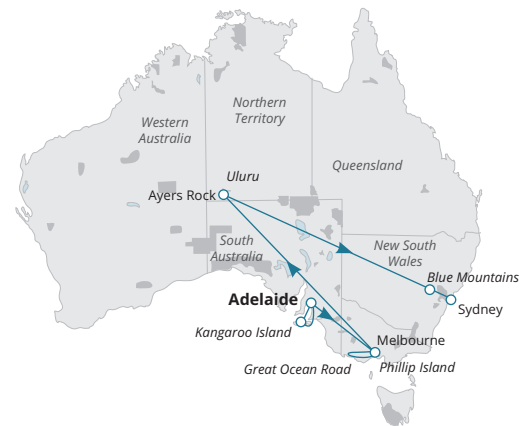 Northern
Territory
Western
Australia
Queensland
Uluru
Ayers Rock
South
Australia
New South
Wales
Blue Mountains
Adelaide
Sydney
Kangaroo Island
Melbourne
Great Ocean Road
Phillip Island